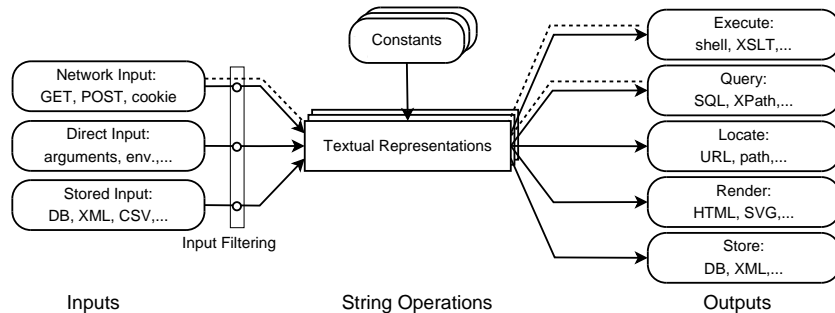 Constants
Network Input:
GET, POST, cookie
Direct Input:
arguments, env.,...
Stored Input:
DB, XML, CSV,...
Input Filtering
Textual Representations
Execute:
shell, XSLT,...
Query:
SQL, XPath,...
Locate:
URL, path,...
Render:
HTML, SVG,...
Store:
DB, XML,...
Inputs
String Operations
Outputs